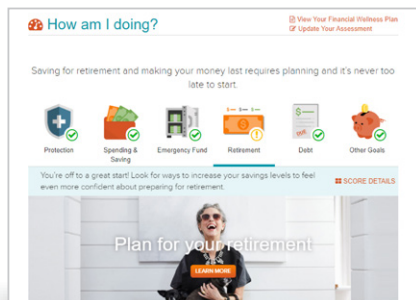 How am I doing?
View Your Financial Wellness Plan
Update Your Assessment
Saving for retirement and making your money last requires planning and it's never too
late to start.
Protection
Spending &
Saving
Emergency Fund
Retirement
Debt
Other Goals
You're off to a great start! Look for ways to increase your savings levels to feel
even more confident about preparing for retirement.
SCORE DETAILS
Plan for your retirement
LEARN MORE